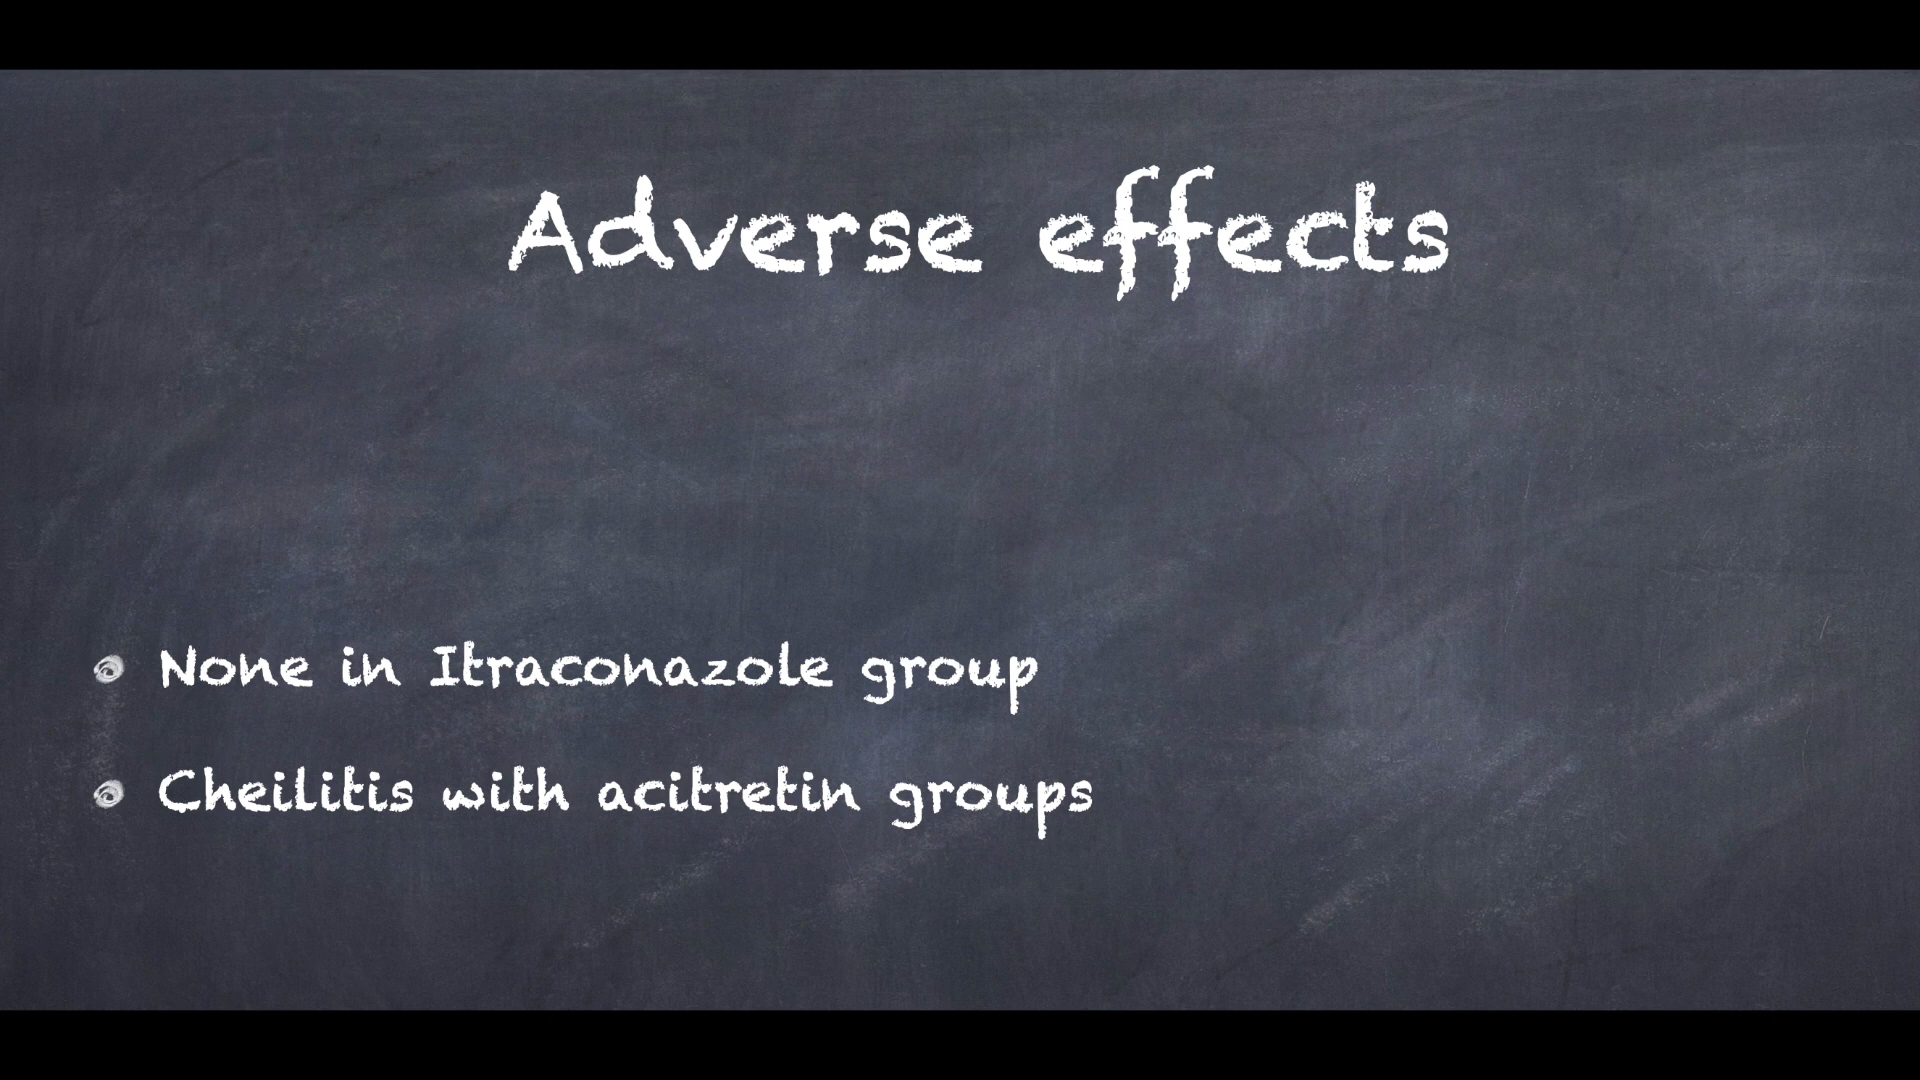 Adverse effects
None in Itraconazole group
Cheilitis with acitretin groups